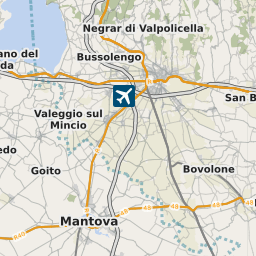 Negrar di Valpolicella
Bussolengo
ano del
da
San B
Valeggio sul
Mincio
edo
Goito
Bovolone
Mantova